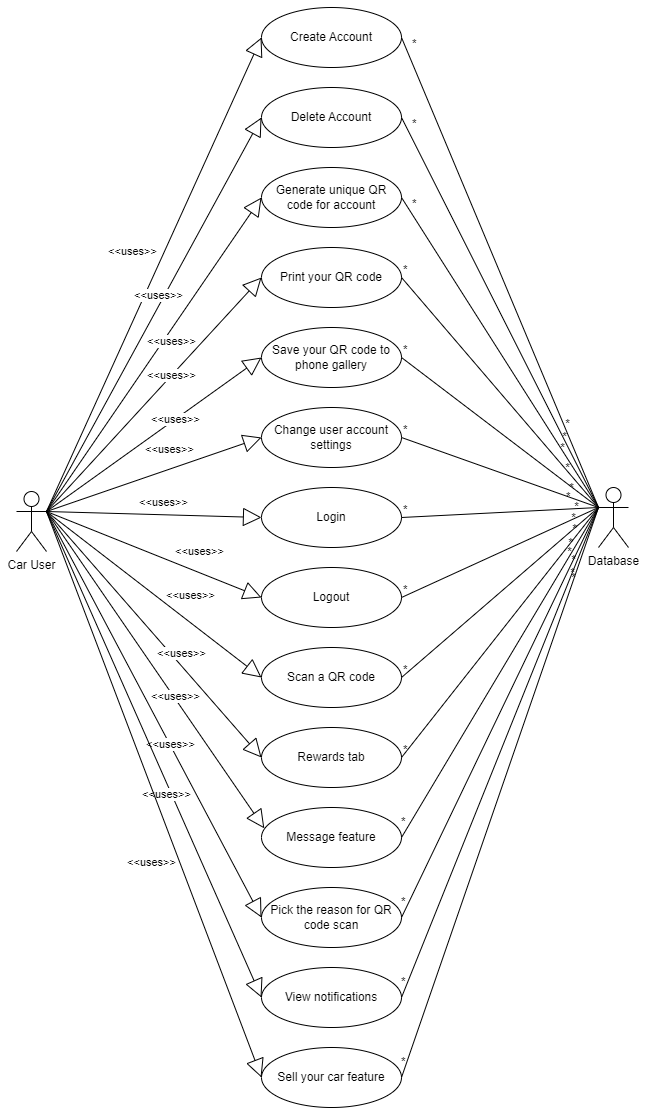 Create Account
*
Delete Account
*
Generate unique QR
code for account
*
<<uses>>
Print your QR code
*
<<uses>>
<<uses>>
Save your QR code to
phone gallery
*
<<uses>>
<<uses>>
Change user account
settings
*
*
*
*
<<uses>>
*
*
*
<<uses>>
Login
*
*
*
*
Car User
Database
*
*
*
*
*
<<uses>>
Logout
*
<<uses>>
Scan a QR code
*
<<uses>>
<<uses>>
Rewards tab
*
<<uses>>
<<uses>>
Message feature
*
<<uses>>
Pick the reason for QR
code scan
*
View notifications
*
Sell your car feature
*